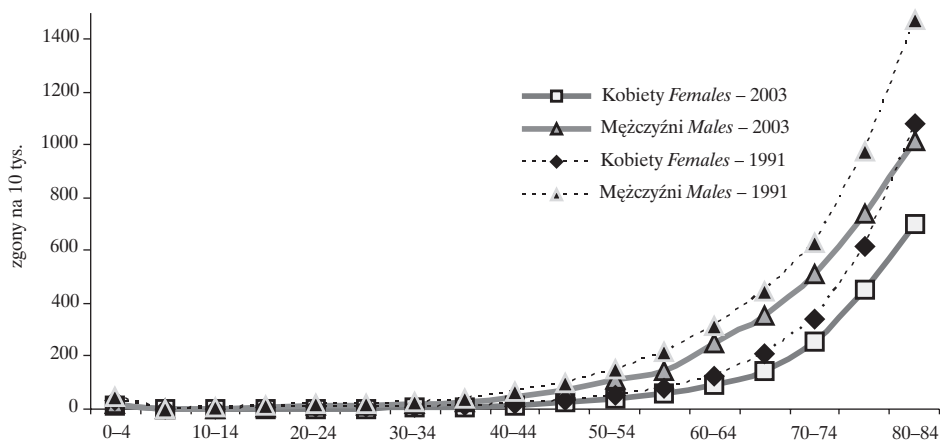 zgony na 10 tys.
1400
1200
1000
800
600
400
200
0
Kobiety Females – 2003
Mężczyźni Males – 2003
Kobiety Females – 1991
Mężczyźni Males – 1991
0–4 10–14 20–24 30–34 40–44 50–54 60–64 70–74 80–84